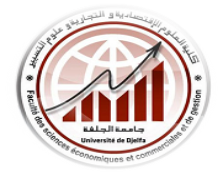 كلية العلوم الإقتصادية و التجارية و علوم التسيير
جامعة الجلفة
Université de Djelfa
Faculté des sciences économiques et commerciales et de gestion